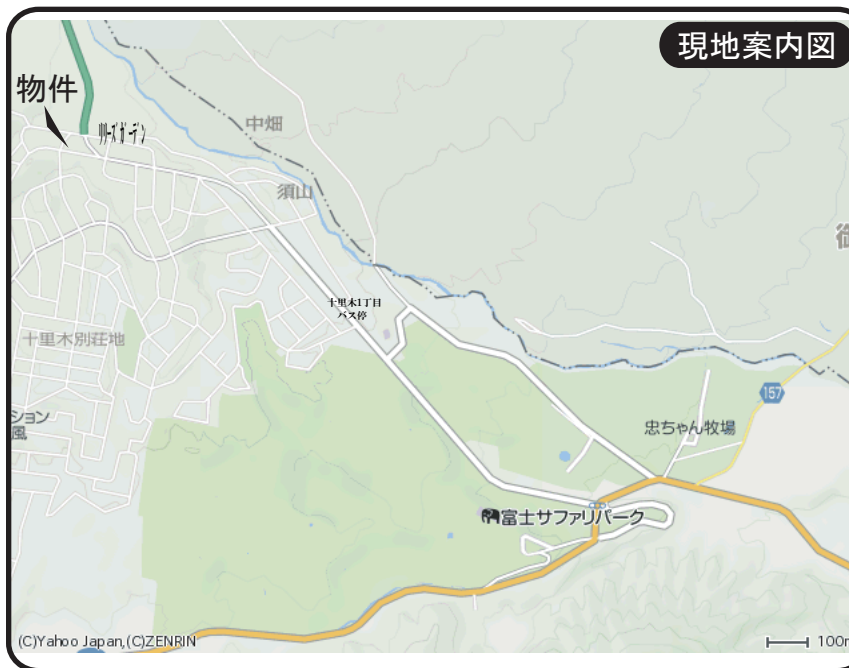 現地案内図
物件
リリーズガーデン
中畑
須山
御
十里木1丁目
バス停
十里木別荘地
ション
風
157
忠ちゃん牧場
富士サファリパーク
(C)Yahoo Japan,(C)ZENRIN
100m